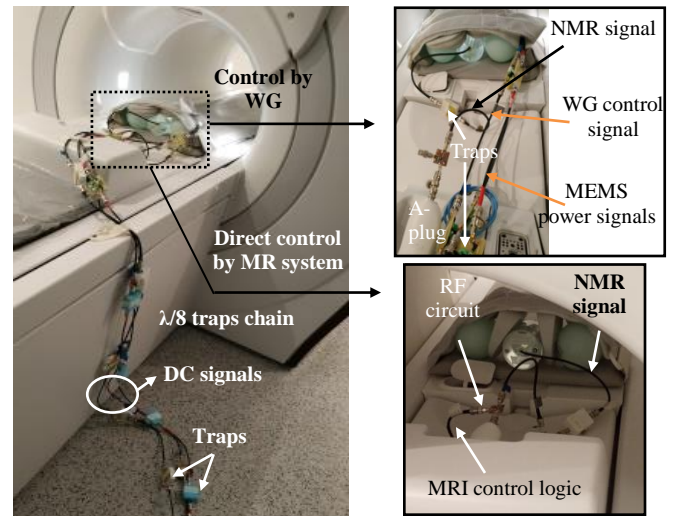 Control by
WG
Direct control
by MR system
λ/8 traps chain
DC signals
Traps
NMR signal
WG control
signal
Traps
MEMS
power signals
A-
plug
RF
circuit
NMR
signal
MRI control logic